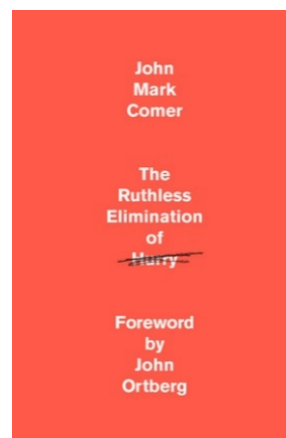 John
Mark
Comer
The
Ruthless
Elimination
of
Hurry
Foreword
by
John
Ortberg